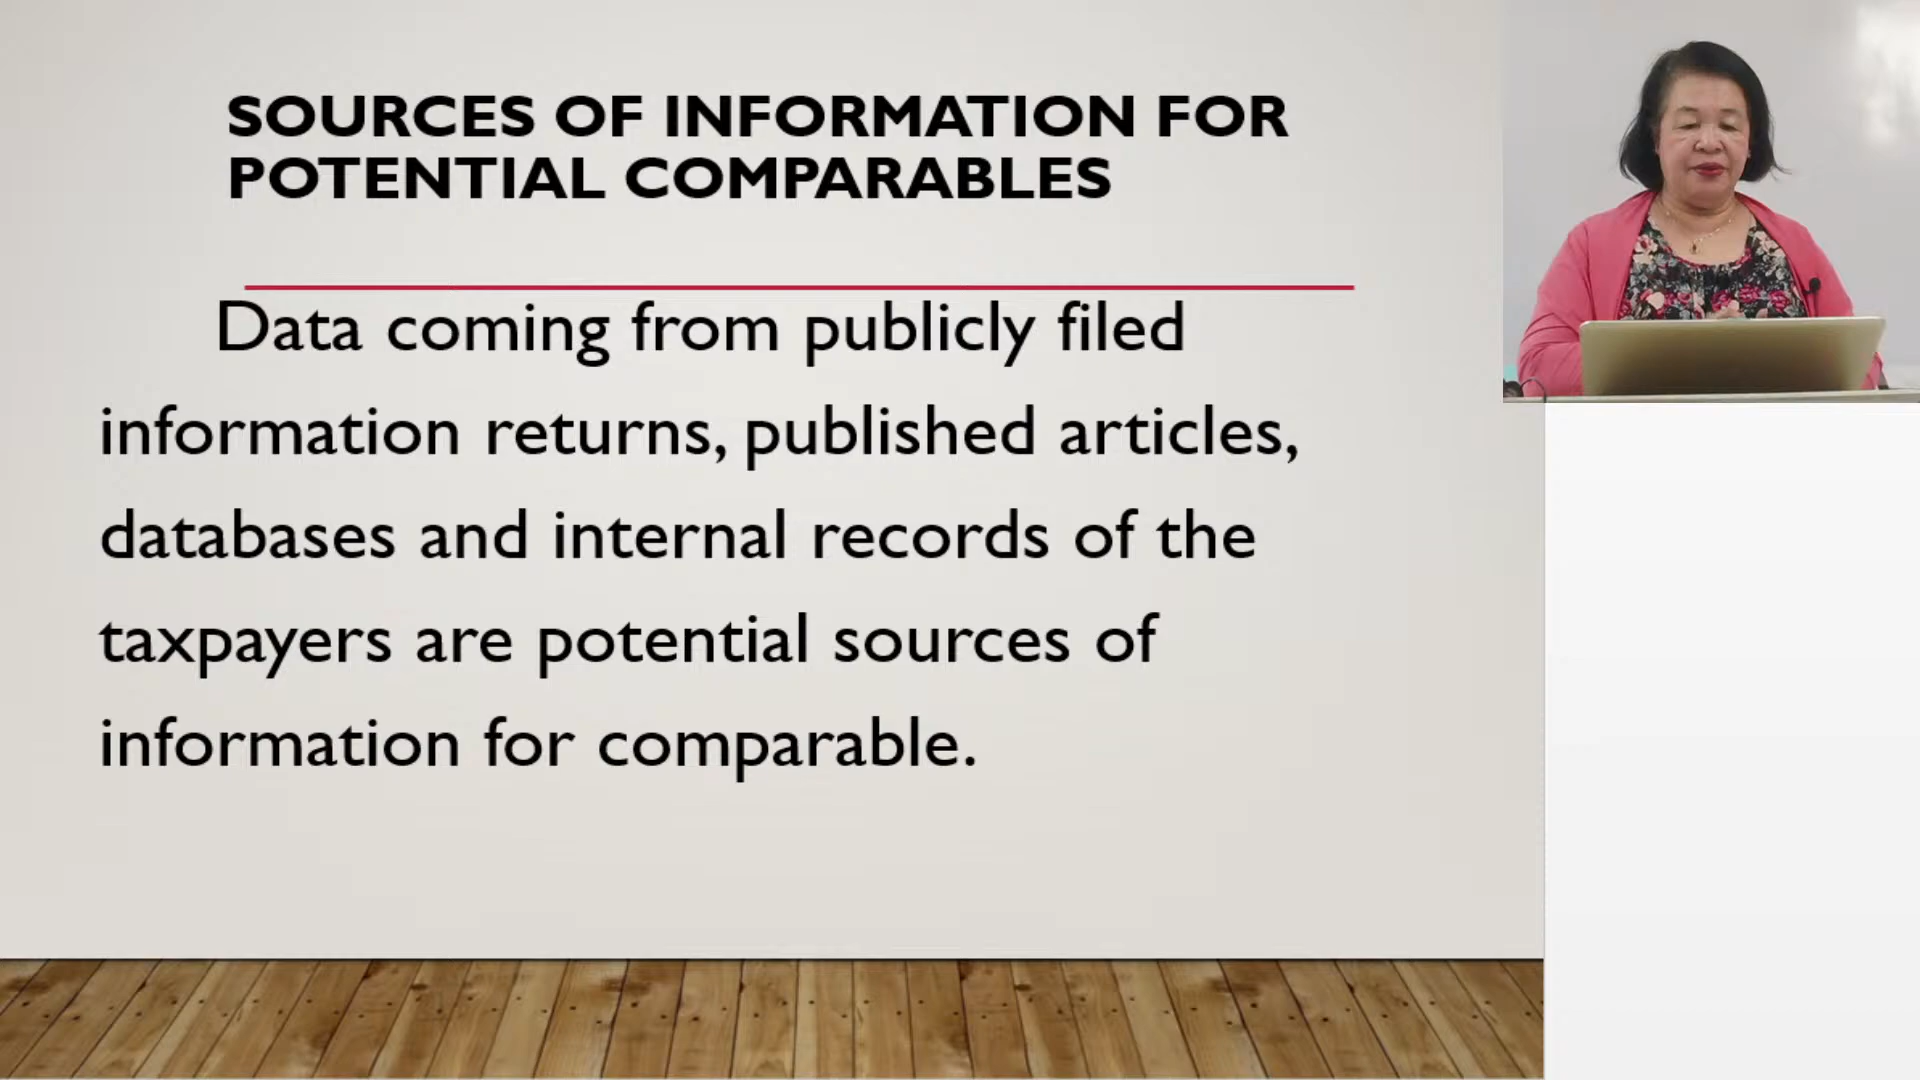 SOURCES OF INFORMATION FOR
POTENTIAL COMPARABLES
Data coming from publicly filed
information returns, published articles,
databases and internal records of the
taxpayers are potential sources of
information for comparable.